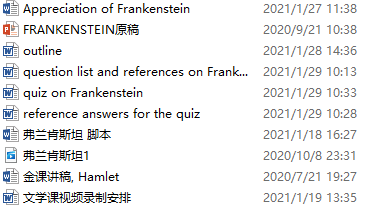 Appreciation of Frankenstein 2021/1/27 11:38
FRANKENSTEIN原稿 2020/9/21 10:38
outline 2021/1/28 14:36
question list and references on Frank... 2021/1/29 10:13
quiz on Frankenstein 2021/1/29 10:33
reference answers for the quiz 2021/1/29 10:28
弗兰肯斯坦 脚本 2021/1/18 16:27
弗兰肯斯坦1 2020/10/8 23:31
金课讲稿, Hamlet 2020/7/21 19:27
文学课视频录制安排 2021/1/19 13:35